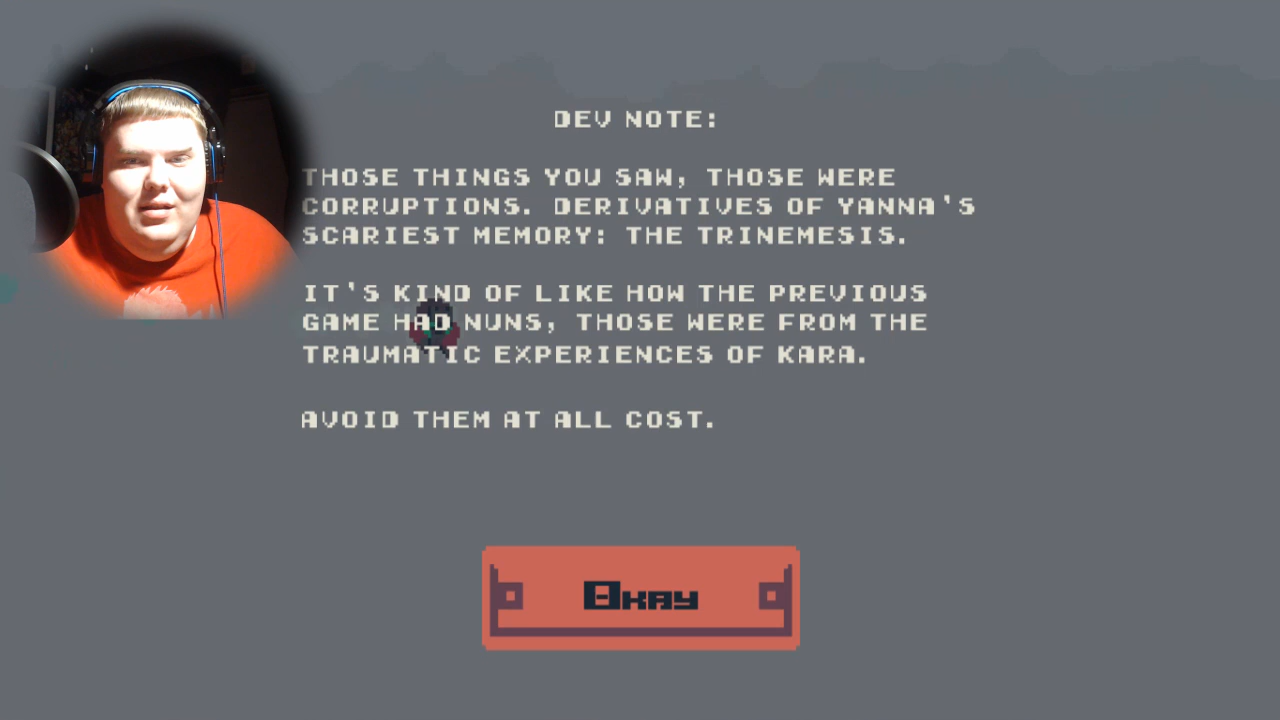 DEV NOTE:
THOSE THINGS YOU SAW, THOSE WERE
CORRUPTIONS. DERIVATIVES OF YANNA'S
SCARIEST MEMORY: THE TRINEMESIS.
IT'S KIND OF LIKE HOW THE PREVIOUS
GAME HAD NUNS, THOSE WERE FROM THE
TRAUMATIC EXPERIENCES OF KARA.
AVOID THEM AT ALL COST.
OKAY